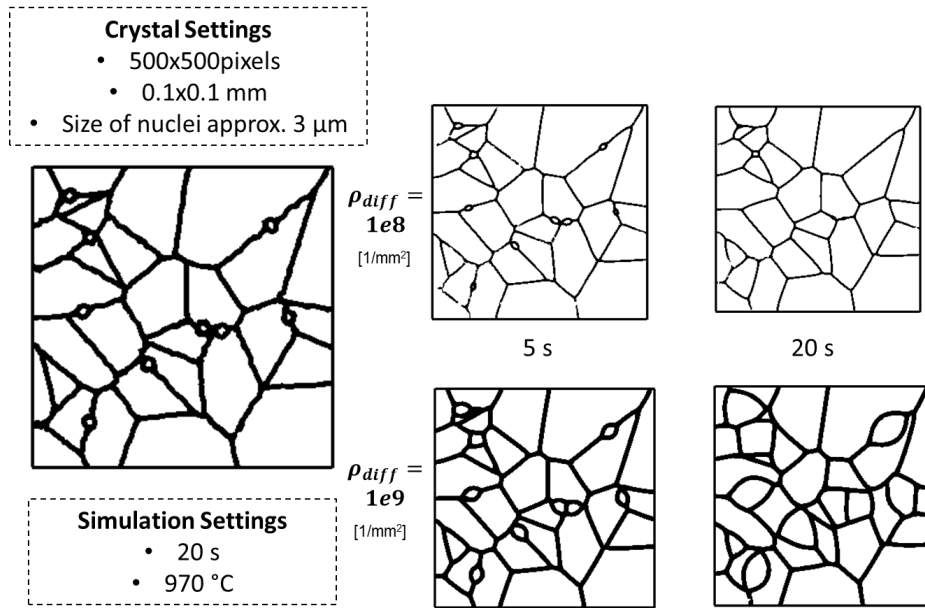 Crystal Settings
• 500x500pixels
• 0.1x0.1 mm
• Size of nuclei approx. 3 µm
ρdiff =
1e8
[1/mm²]
5 s
20 s
ρdiff =
1e9
[1/mm²]
Simulation Settings
• 20 s
• 970 °C